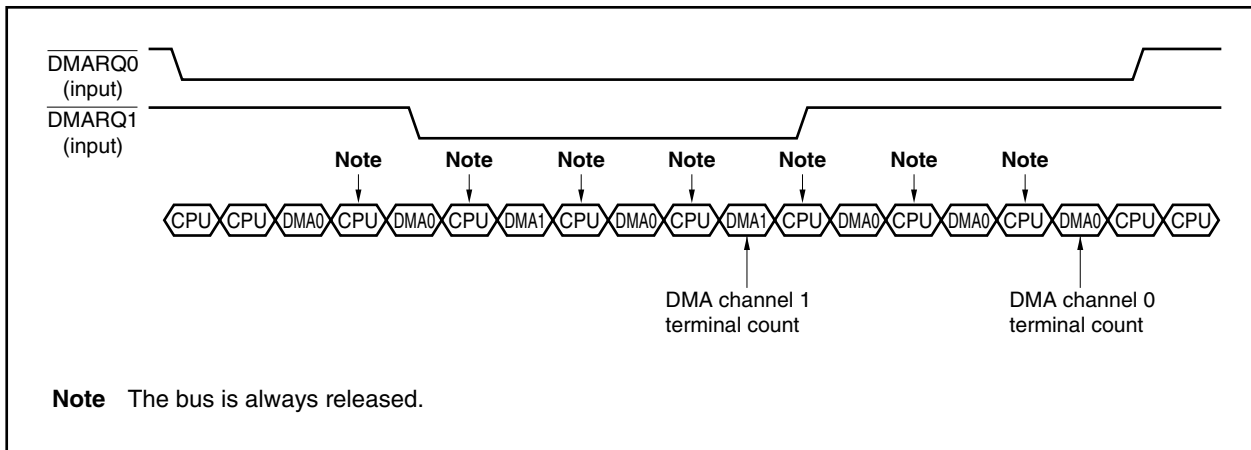 DMARQ0
(input)
DMARQ1
(input)
Note Note Note Note Note Note Note
CPU CPU DMA0 CPU DMA0 CPU DMA1 CPU DMA0 CPU DMA1 CPU DMA0 CPU DMA0 CPU DMA0 CPU CPU
DMA channel 1 DMA channel 0
terminal count terminal count
Note The bus is always released.